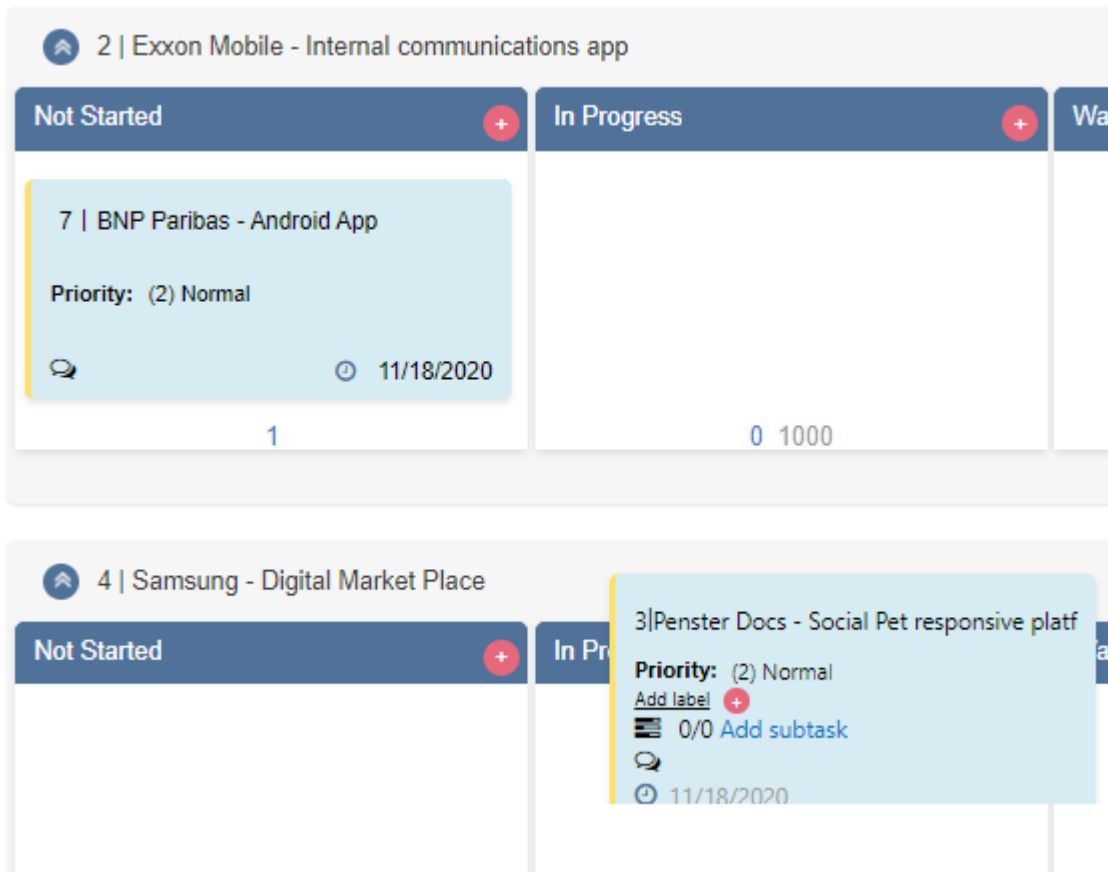 2 | Exxon Mobile - Internal communications app
Not Started +
In Progress +
Wa
7 | BNP Paribas - Android App
Priority: (2) Normal
11/18/2020
1
0 1000
4 | Samsung - Digital Market Place
Not Started +
In Pr
3|Penster Docs - Social Pet responsive platf
Priority: (2) Normal
Add label +
0/0 Add subtask
11/18/2020